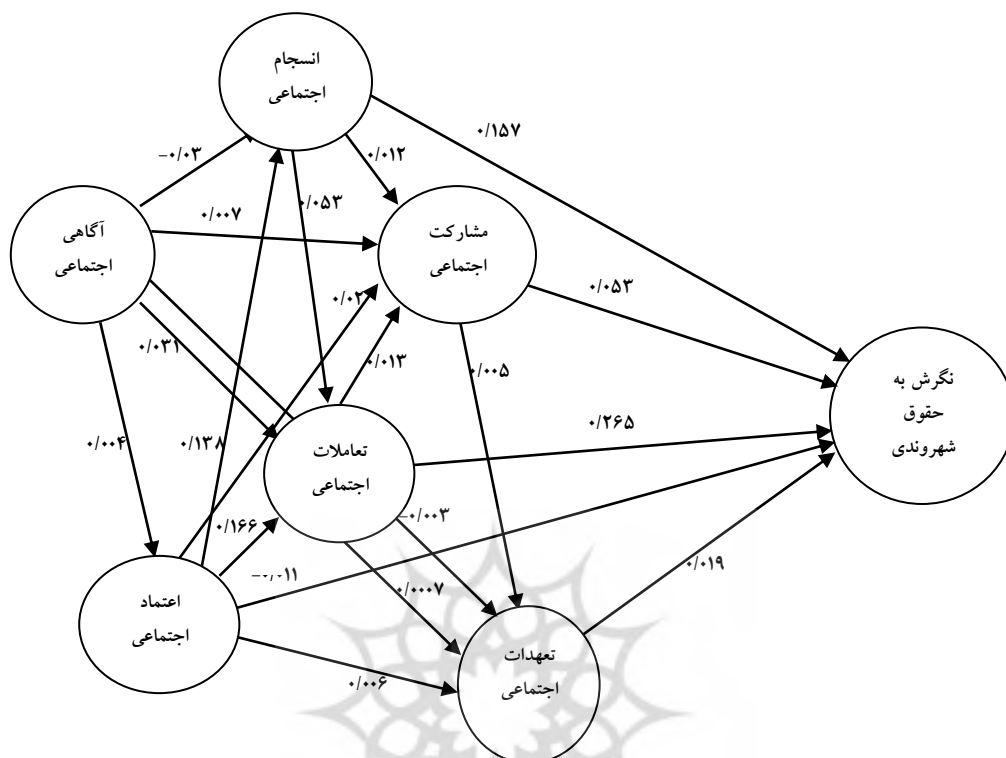 انسجام
اجتماعی
۰/۱۵۷
۰/۰۱۲
-۰/۰۳
۰/۰۵۳
۰/۰۰۷
آگاهی
اجتماعی
مشارکت
اجتماعی
۰/۰۵۳
۰/۰۳۱
۰/۰۱۳
۰/۰۰۵
نگرش به
حقوق
شهروندی
۰/۲۶۵
۰/۰۰۴
۰/۱۳۸
تعاملات
اجتماعی
-۰/۰۰۳
۰/۱۶۶
-۰/۰۱۱
۰/۰۰۰۷
۰/۰۱۹
اعتماد
اجتماعی
تعهدات
اجتماعی
۰/۰۰۶